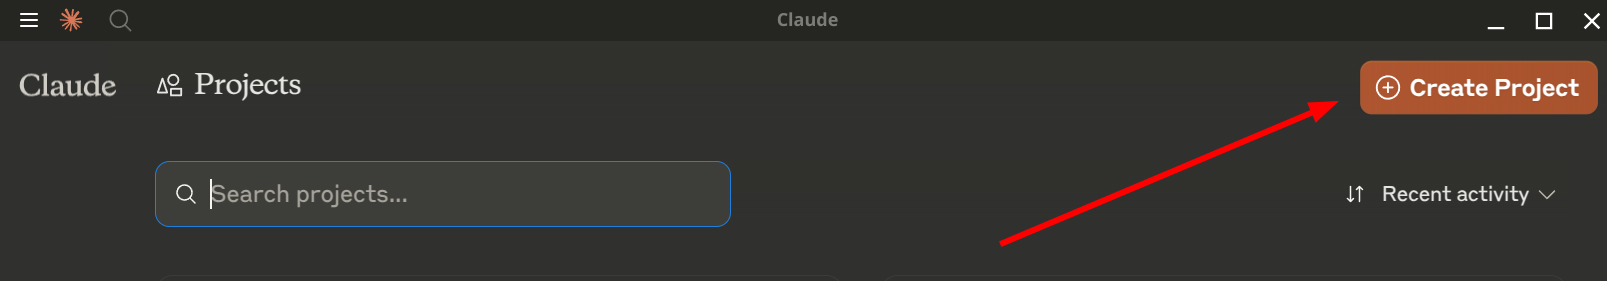 Claude
Claude
Projects
Create Project
Search projects...
Recent activity